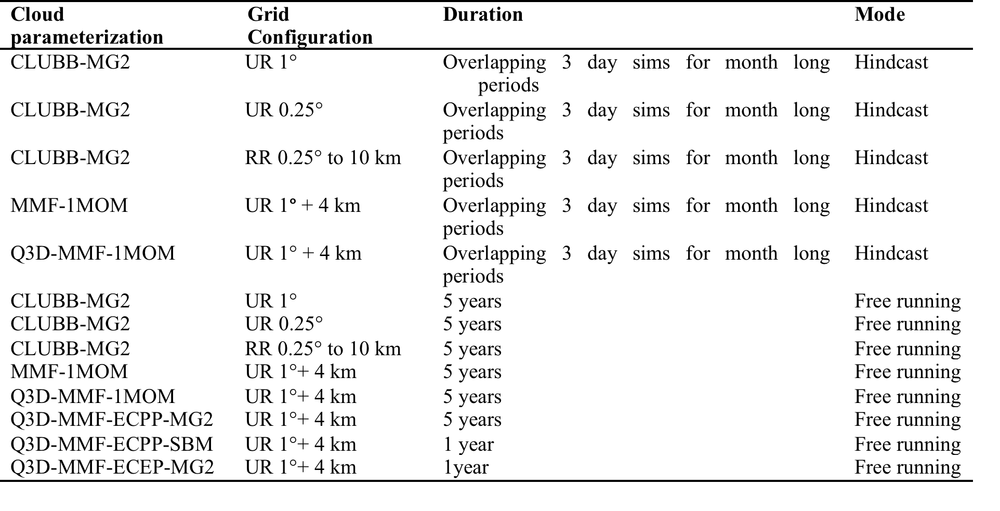 Cloud Grid Duration Mode
parameterization Configuration
CLUBB-MG2 UR 1° Overlapping 3 day sims for month long Hindcast
periods
CLUBB-MG2 UR 0.25° Overlapping 3 day sims for month long Hindcast
periods
CLUBB-MG2 RR 0.25° to 10 km Overlapping 3 day sims for month long Hindcast
periods
MMF-1MOM UR 1° + 4 km Overlapping 3 day sims for month long Hindcast
periods
Q3D-MMF-1MOM UR 1° + 4 km Overlapping 3 day sims for month long Hindcast
periods
CLUBB-MG2 UR 1° 5 years Free running
CLUBB-MG2 UR 0.25° 5 years Free running
CLUBB-MG2 RR 0.25° to 10 km 5 years Free running
MMF-1MOM UR 1°+ 4 km 5 years Free running
Q3D-MMF-1MOM UR 1°+ 4 km 5 years Free running
Q3D-MMF-ECPP-MG2 UR 1°+ 4 km 5 years Free running
Q3D-MMF-ECPP-SBM UR 1°+ 4 km 1 year Free running
Q3D-MMF-ECEP-MG2 UR 1°+ 4 km 1year Free running